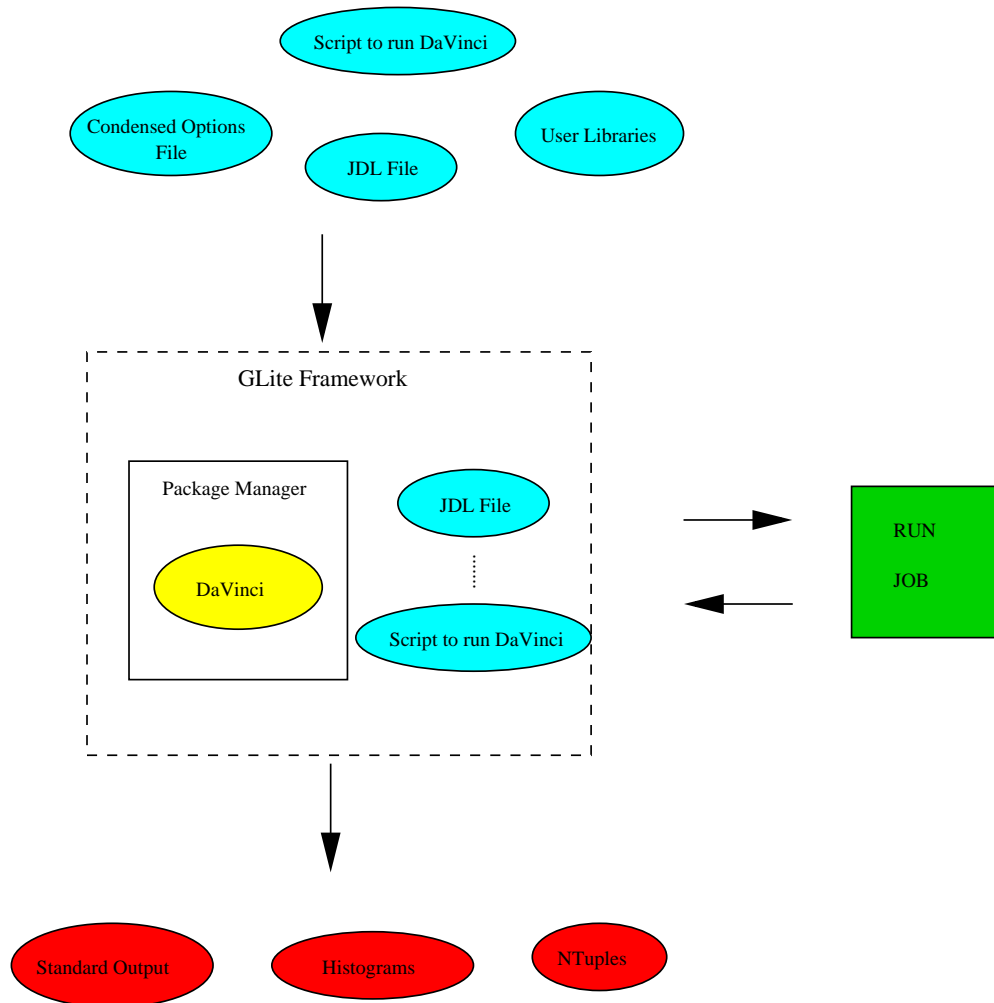 Script to run DaVinci
Condensed Options
File
User Libraries
JDL File
GLite Framework
Package Manager
DaVinci
JDL File
Script to run DaVinci
RUN
JOB
Standard Output
Histograms
NTuples